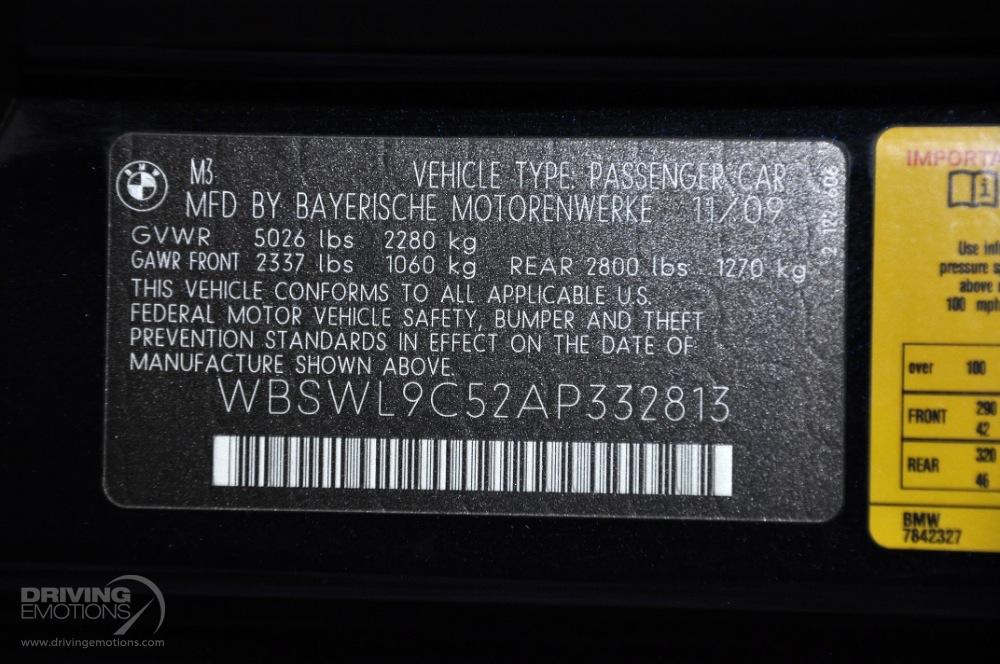 M3 VEHICLE TYPE: PASSENGER CAR
MFD BY BAYERISCHE MOTORENWERKE 11/09
GVWR 5026 lbs 2280 kg
GAWR FRONT 2337 lbs 1060 kg REAR 2800 lbs 1270 kg
THIS VEHICLE CONFORMS TO ALL APPLICABLE U.S.
FEDERAL MOTOR VEHICLE SAFETY, BUMPER AND THEFT
PREVENTION STANDARDS IN EFFECT ON THE DATE OF
MANUFACTURE SHOWN ABOVE.
WBSWL9C52AP332813
IMPORTA
Use inf
pressure s
above
100 mph
over 100
FRONT 290
42
REAR 320
46
BMW
7842327
DRIVING
EMOTIONS
www.drivingemotions.com